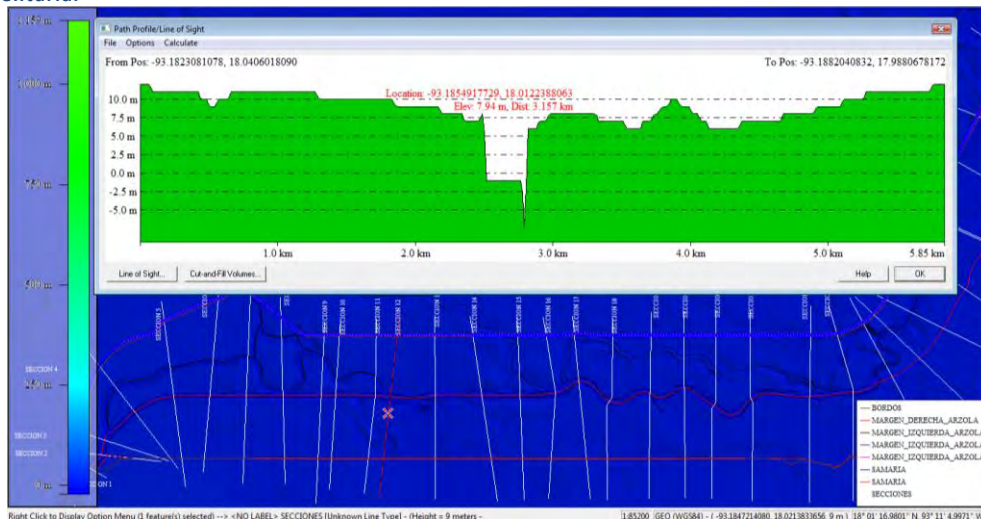 1,150 m
1000 m
750 m
500 m
250 m
0 m
Path Profile/Line of Sight
File Options Calculate
From Pos: -93.1823081078, 18.0406018090
To Pos: -93.1882040832, 17.9880678172
Location: -93.1854917729, 18.0122388063
Elev: 7.94 m, Dist: 3.157 km
10.0 m
7.5 m
5.0 m
2.5 m
0.0 m
-2.5 m
-5.0 m
1.0 km
2.0 km
3.0 km
4.0 km
5.0 km
5.85 km
Line of Sight...
Cut-and-Fill Volumes...
Help
OK
SECCION 1
SECCION 2
SECCION 3
SECCION 4
SECCION 5
SECCION 9
SECCION 10
SECCION 11
SECCION 12
SECCION 14
SECCION 15
SECCION 16
SECCION 17
SECCION 18
BORDOS
MARGEN_DERECHA_ARZOLA
MARGEN_IZQUIERDA_ARZOLA
MARGEN_IZQUIERDA_ARZOLA
MARGEN_IZQUIERDA_ARZOLA
SAMARIA
SAMARIA
SECCIONES
Right Click to Display Option Menu (1 feature(s) selected) --> <NO LABEL> SECCIONES [Unknown Line Type] - (Height = 9 meters -
1:85200 GEO (WGS84) - ( -93.1847214080, 18.0213833656, 9 m ) 18° 01' 16.9801" N, 93° 11' 4.9971" W